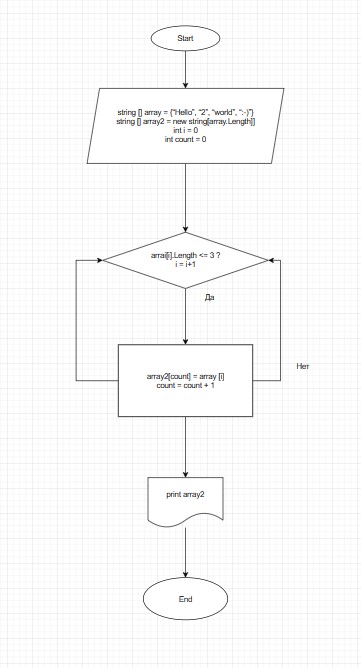 Start
string [] array = {“Hello”, “2”, “world”, “:-)”}
string [] array2 = new string[array.Length]]
int i = 0
int count = 0
arrai[i].Length <= 3 ?
i = i+1
Да
array2[count] = array [i]
count = count + 1
Нет
print array2
End